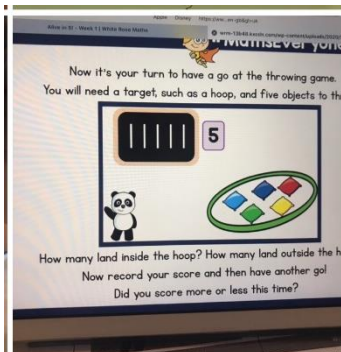 Apple Disney
Alive in 5! - Week 1 | White Rose Maths
#MathsEveryone
Now it's your turn to have a go at the throwing game.
You will need a target, such as a hoop, and five objects to th
5
How many land inside the hoop? How many land outside the h
Now record your score and then have another go!
Did you score more or less this time?